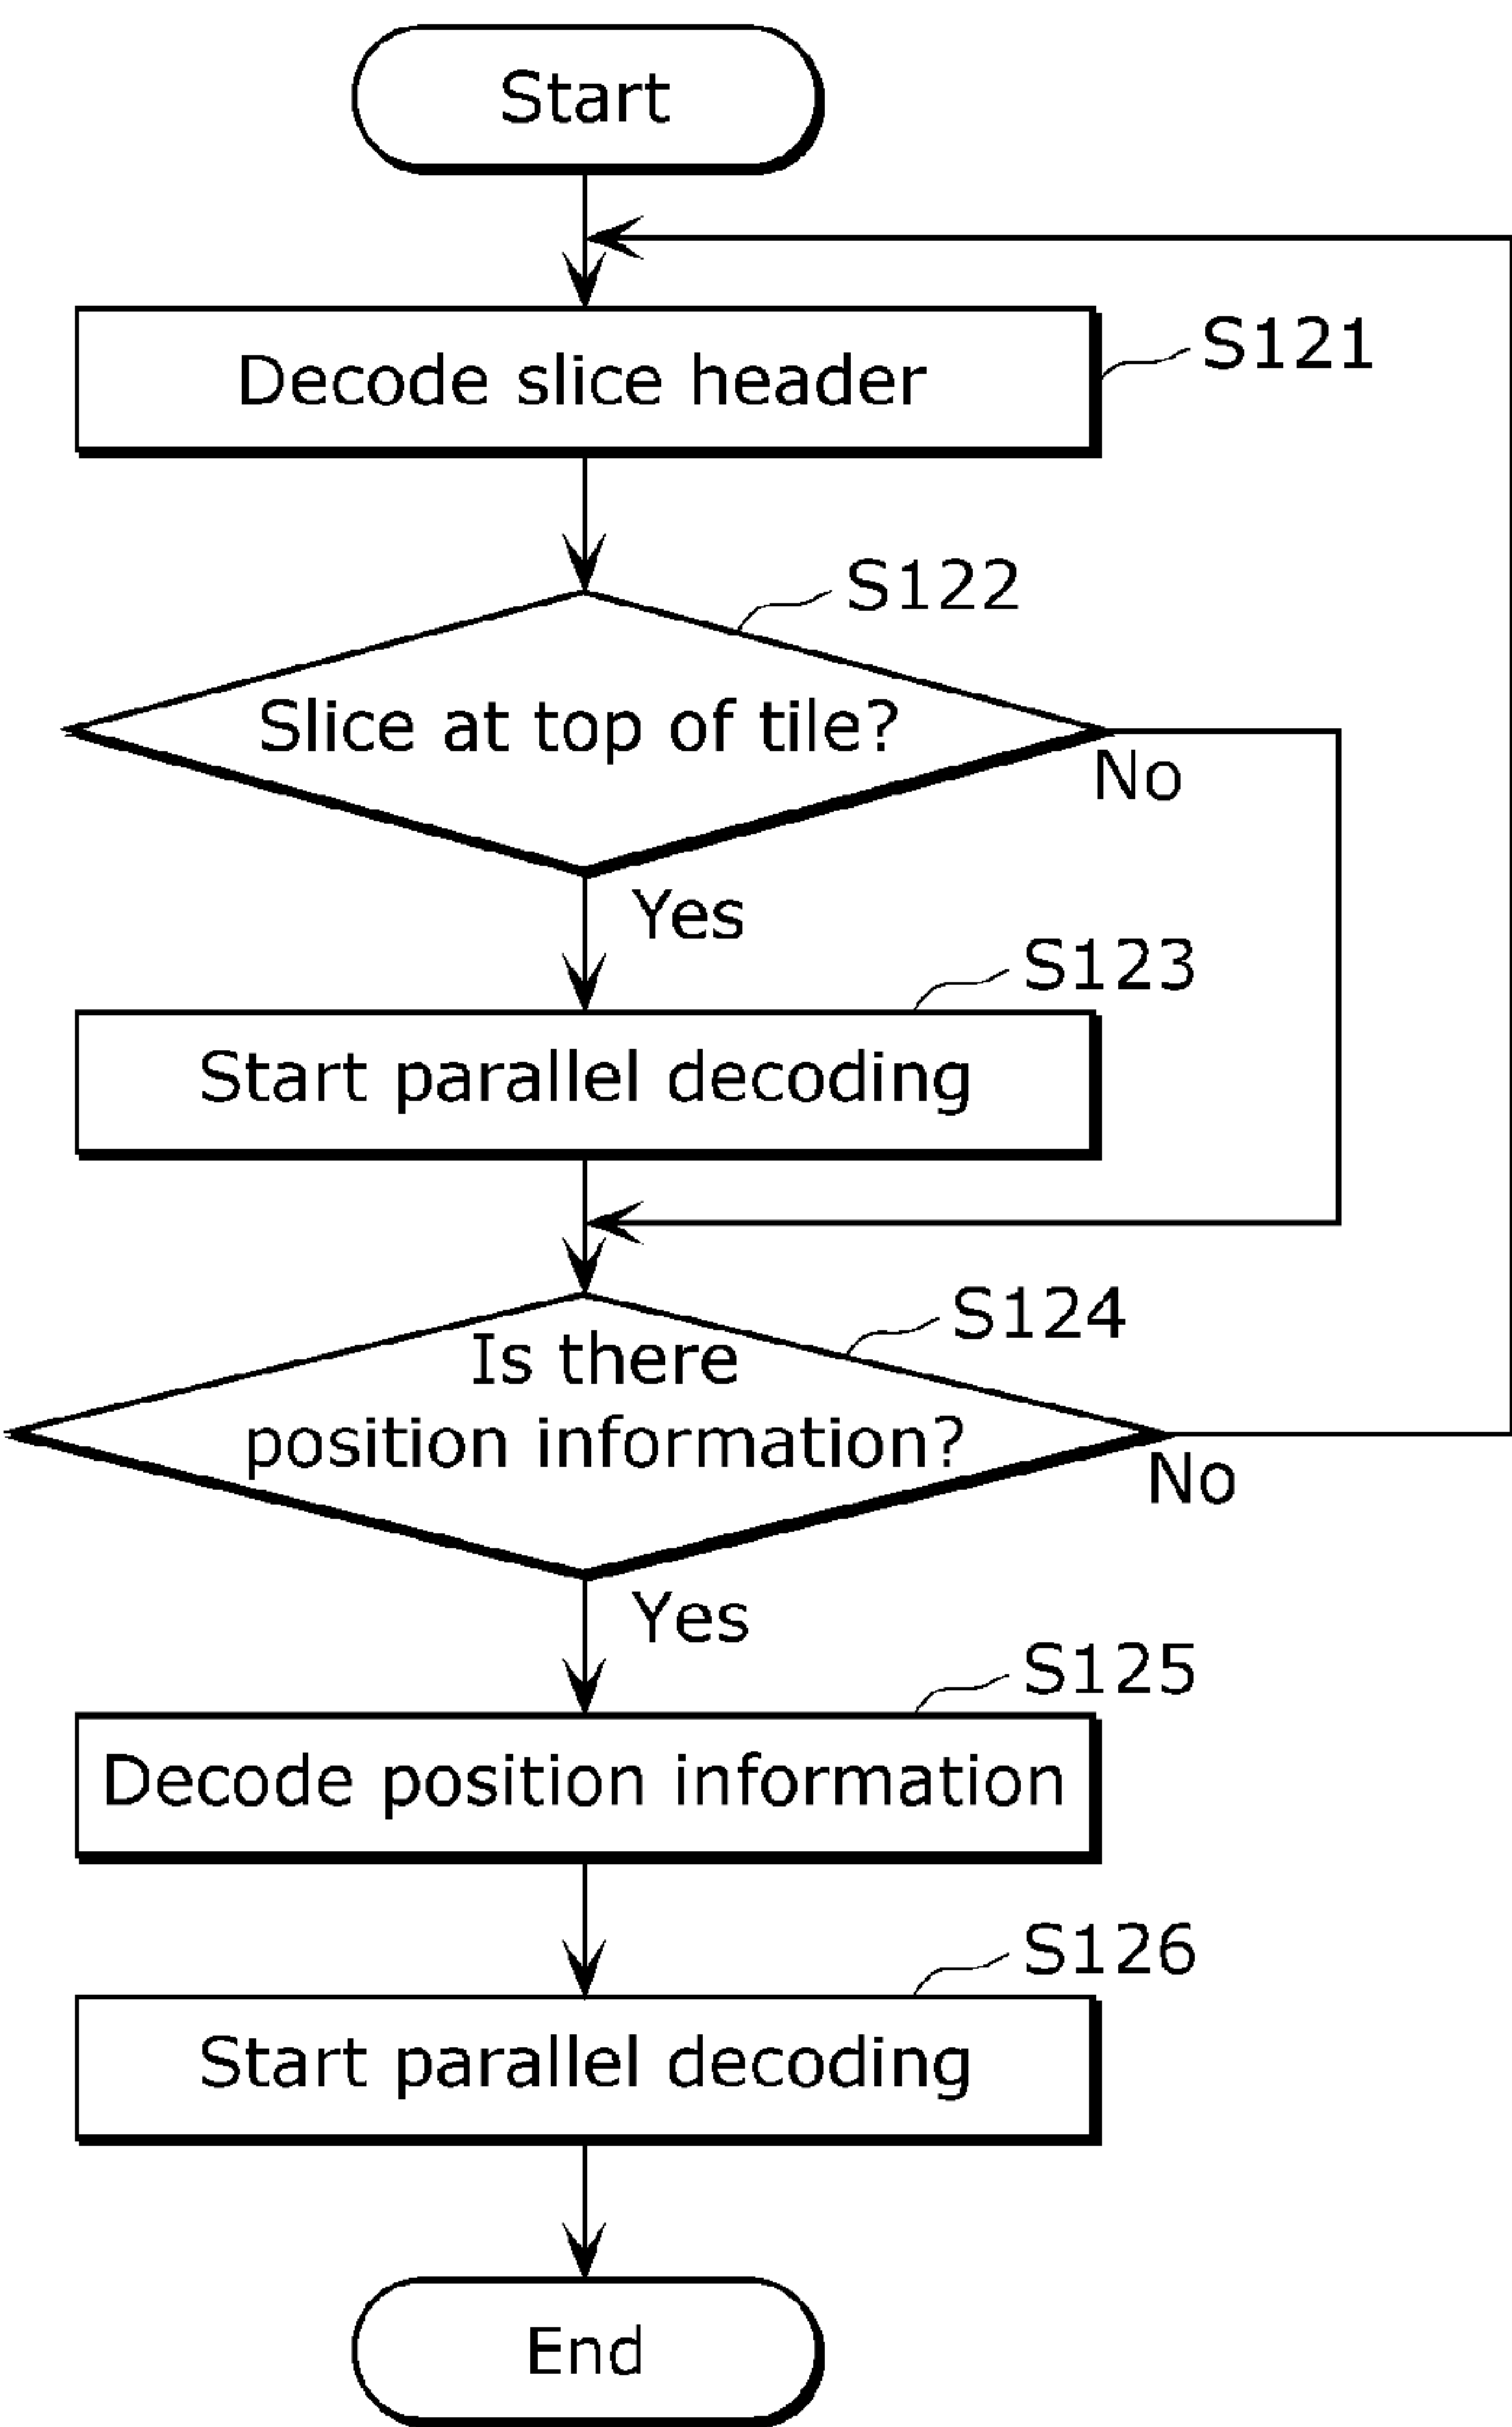 Start
Decode slice header
S121
S122
Slice at top of tile?
No
Yes
S123
Start parallel decoding
S124
Is there
position information?
No
Yes
S125
Decode position information
S126
Start parallel decoding
End